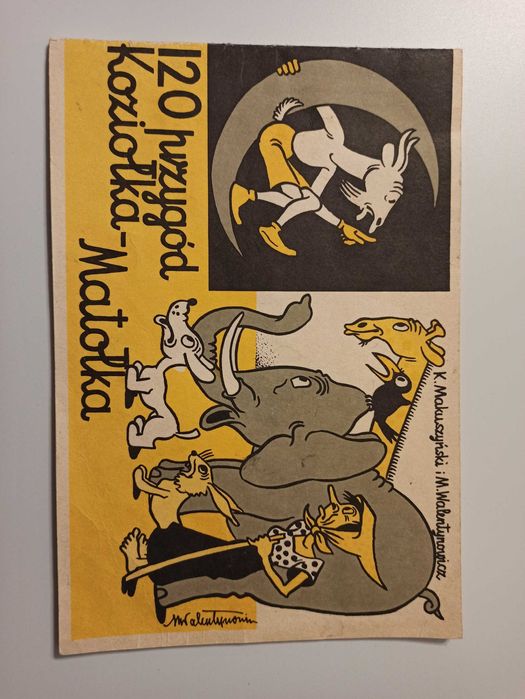 120 przygód
Koziołka-Matołka
K. Makuszyński i M. Walentynowicz
M Walentynowicz